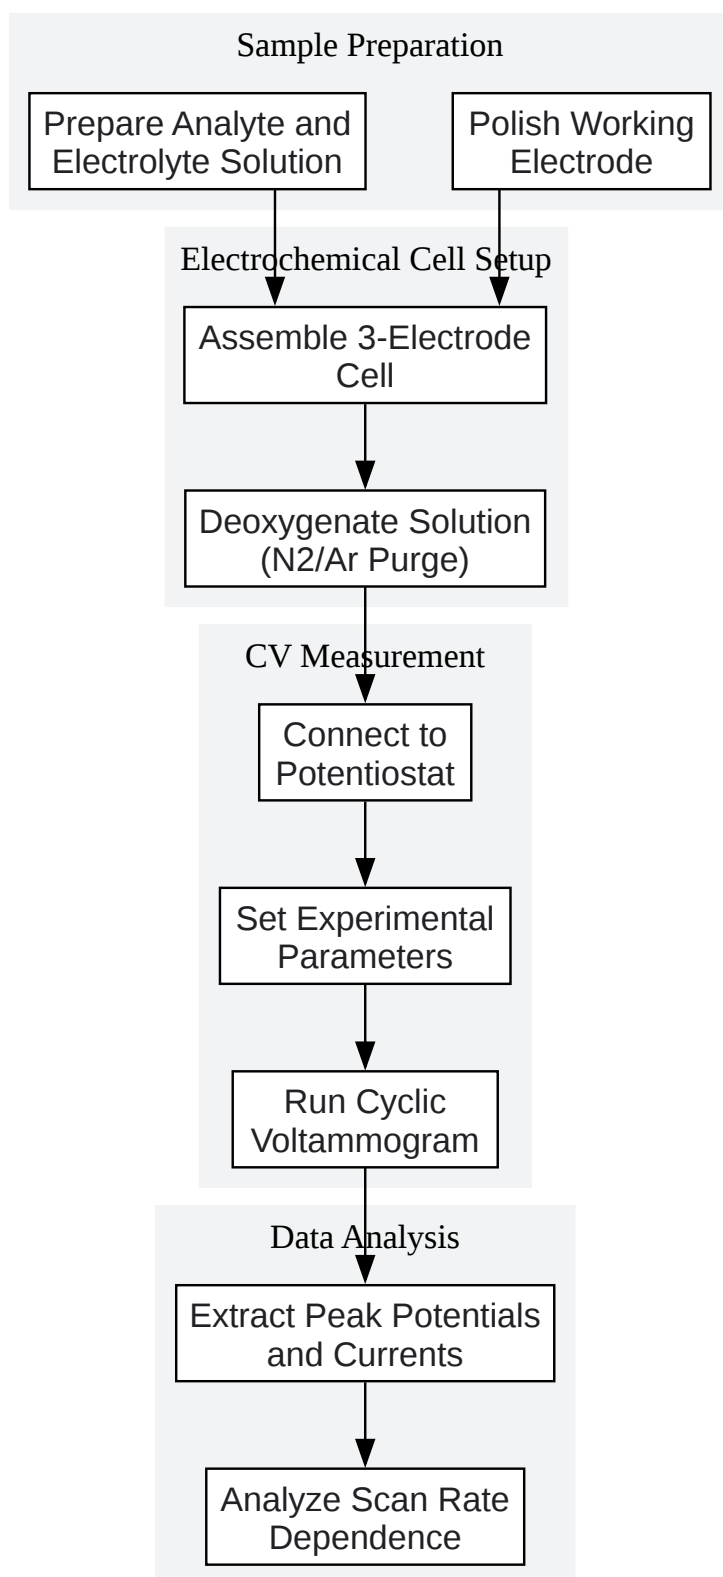 Sample Preparation
Prepare Analyte and
Electrolyte Solution
Polish Working
Electrode
Electrochemical Cell Setup
Assemble 3-Electrode
Cell
Deoxygenate Solution
(N2/Ar Purge)
CV Measurement
Connect to
Potentiostat
Set Experimental
Parameters
Run Cyclic
Voltammogram
Data Analysis
Extract Peak Potentials
and Currents
Analyze Scan Rate
Dependence